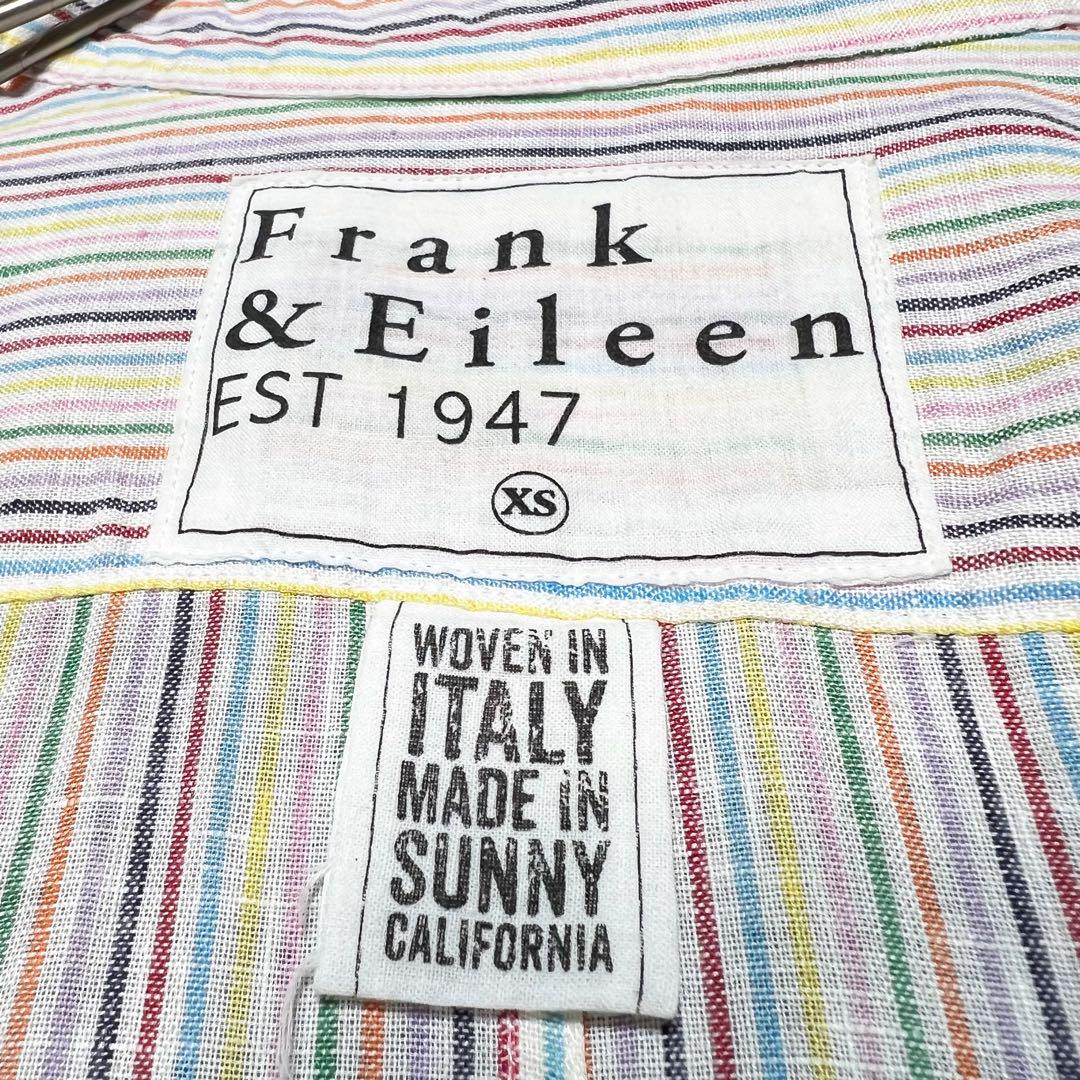 Frank
& Eileen
EST 1947
XS
WOVEN IN
ITALY
MADE IN
SUNNY
CALIFORNIA